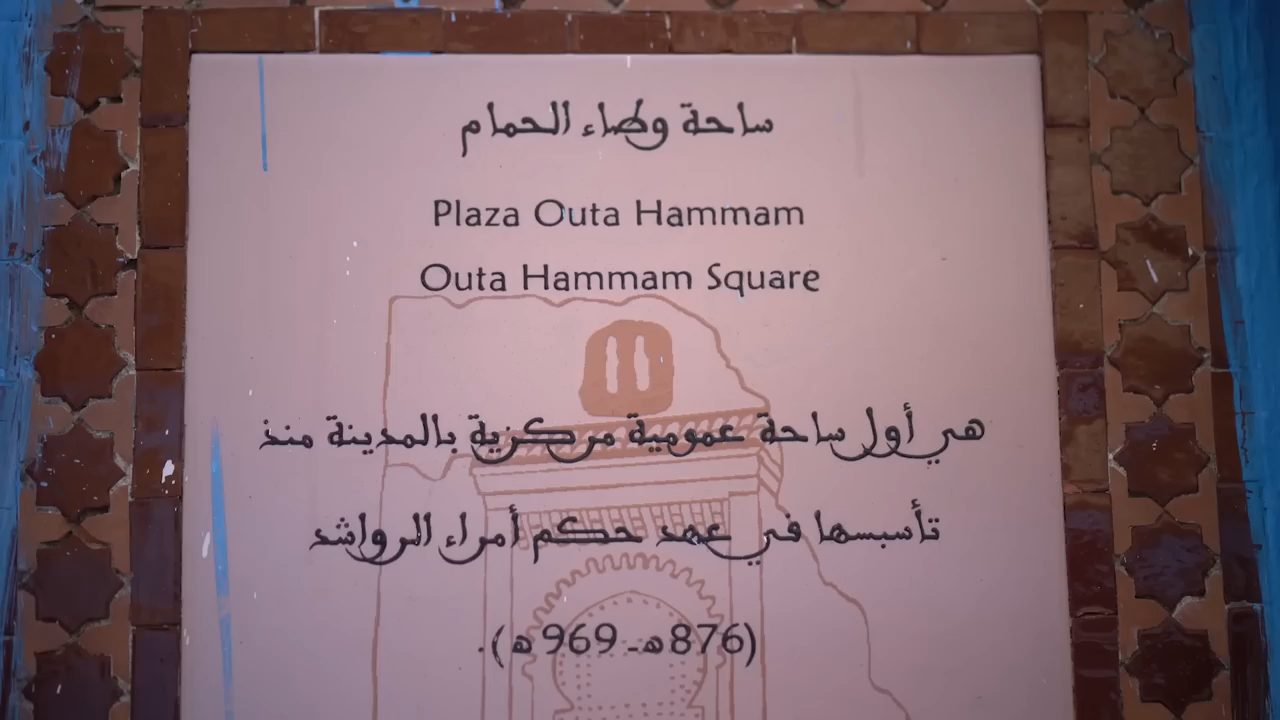 ساحة وطاء الحمام
Plaza Outa Hammam
Outa Hammam Square
هي أول ساحة عمومية مركزية بالمدينة منذ
تأسيسها في عهد حكم أمراء الرواشد
(876هـ- 969ه).